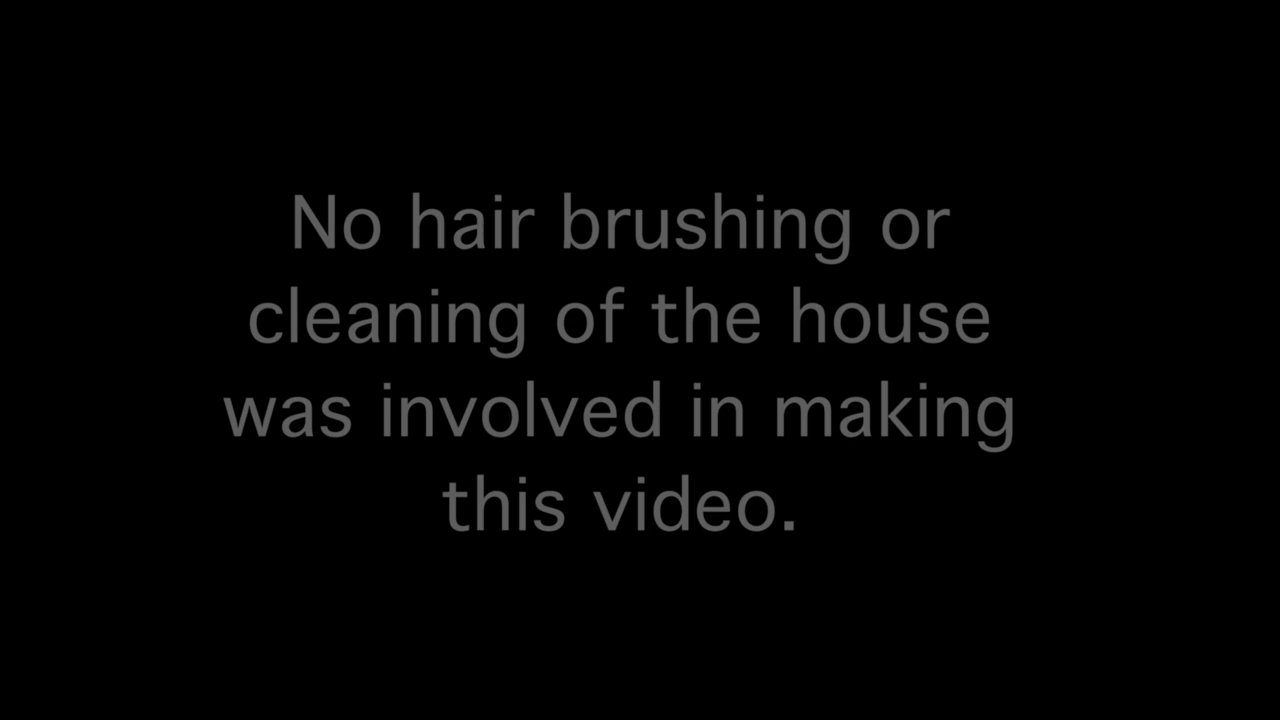 No hair brushing or
cleaning of the house
was involved in making
this video.